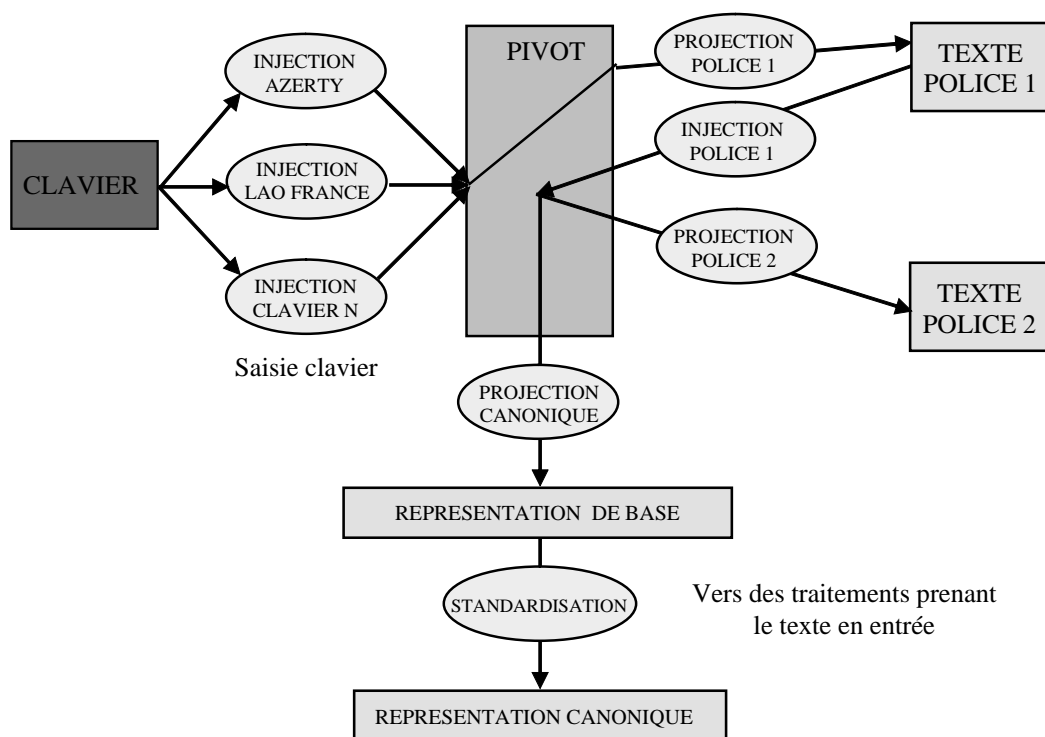 INJECTION
AZERTY
PIVOT
PROJECTION
POLICE 1
TEXTE
POLICE 1
CLAVIER
INJECTION
LAO FRANCE
INJECTION
POLICE 1
INJECTION
CLAVIER N
PROJECTION
POLICE 2
TEXTE
POLICE 2
Saisie clavier
PROJECTION
CANONIQUE
REPRESENTATION DE BASE
STANDARDISATION
Vers des traitements prenant
le texte en entrée
REPRESENTATION CANONIQUE